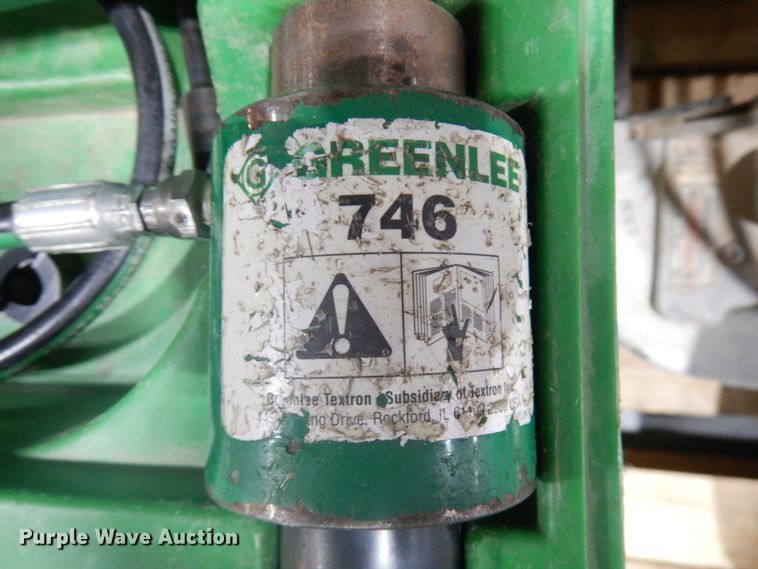 G GREENLEE
746
Greenlee Textron Subsidiary of Textron
Drive, Rockford, IL
Purple Wave Auction